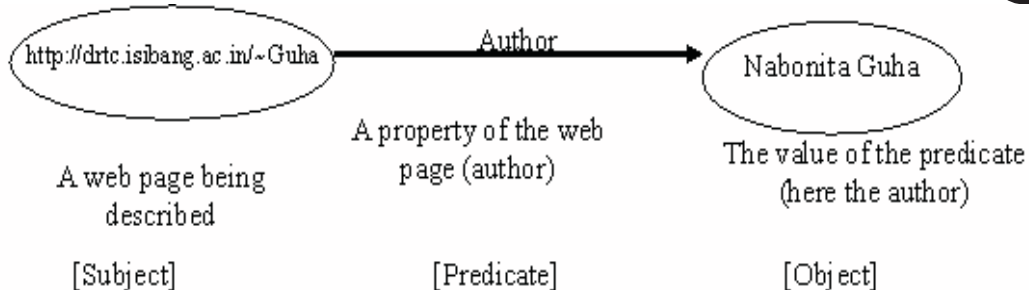 http://drtc.isibang.ac.in/~Guha
Author
Nabonita Guha
A property of the web
page (author)
The value of the predicate
(here the author)
A web page being
described
[Subject]
[Predicate]
[Object]